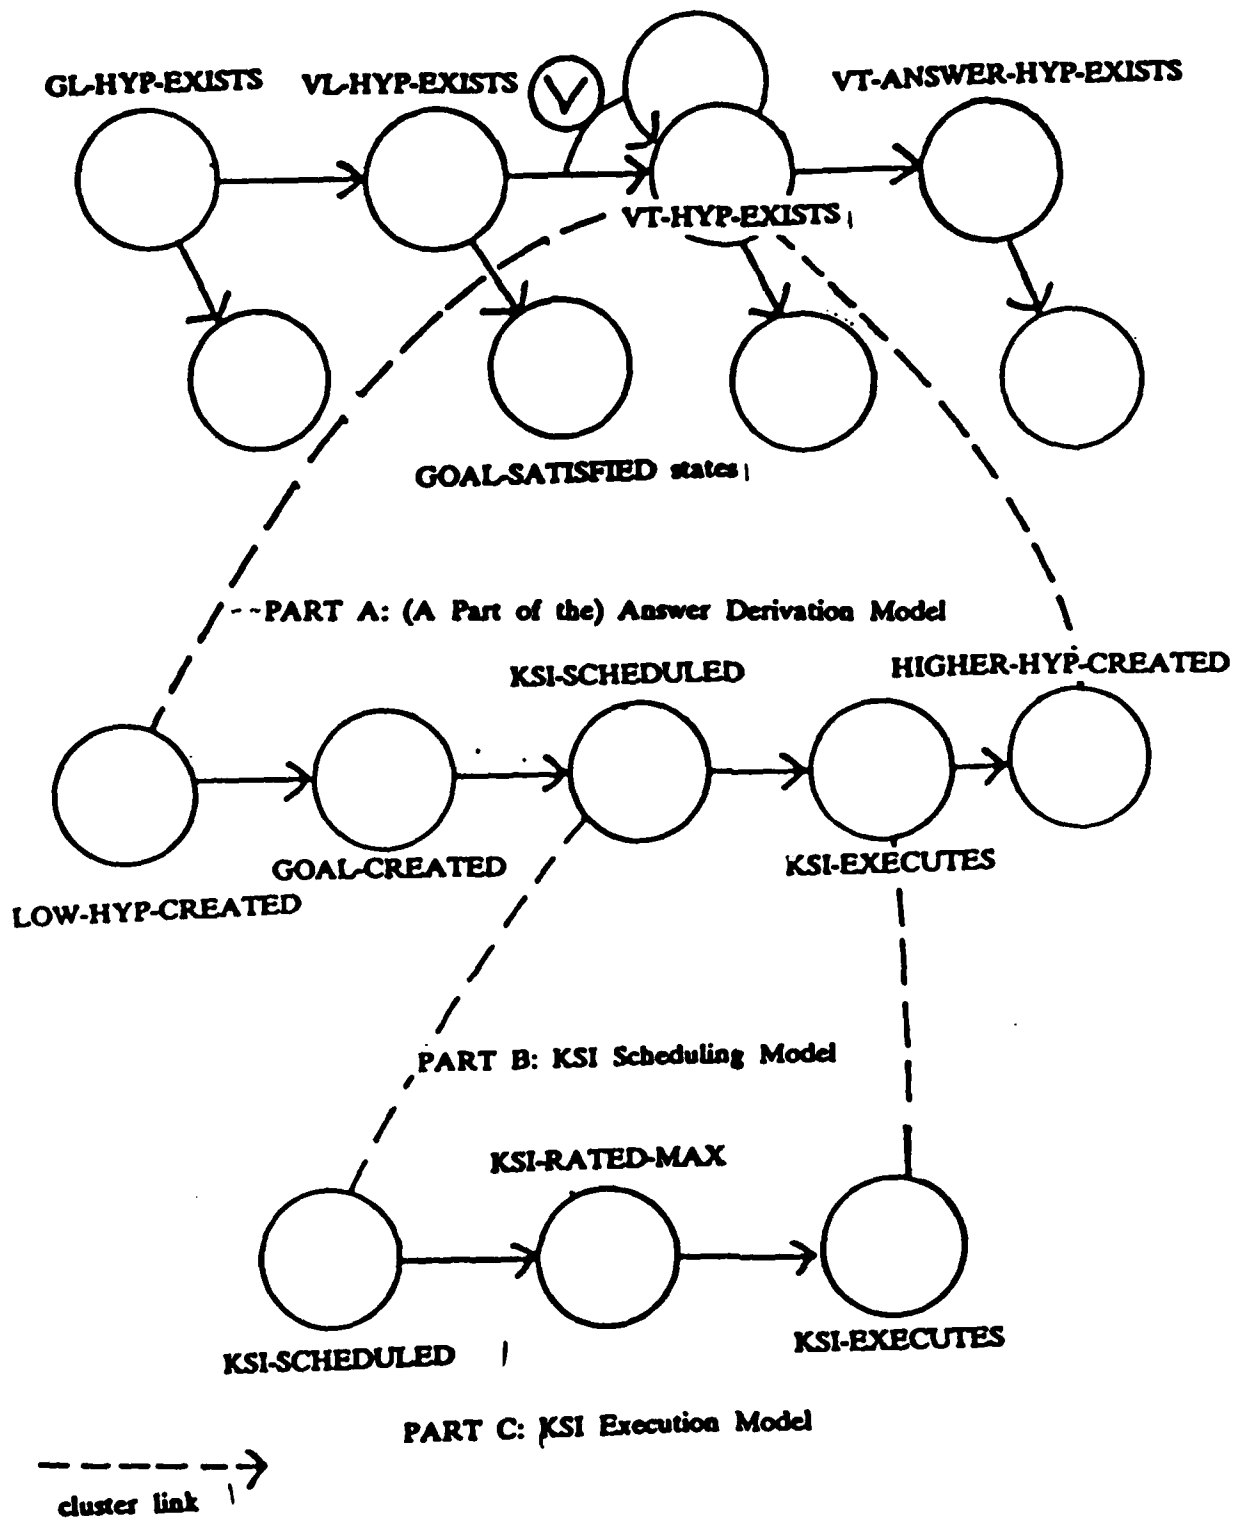 GL-HYP-EXISTS VL-HYP-EXISTS V VT-ANSWER-HYP-EXISTS
VT-HYP-EXISTS
GOAL-SATISFIED states
PART A: (A Part of the) Answer Derivation Model
KSI-SCHEDULED HIGHER-HYP-CREATED
GOAL-CREATED KSI-EXECUTES
LOW-HYP-CREATED
PART B: KSI Scheduling Model
KSI-RATED-MAX
KSI-SCHEDULED KSI-EXECUTES
PART C: KSI Execution Model
cluster link